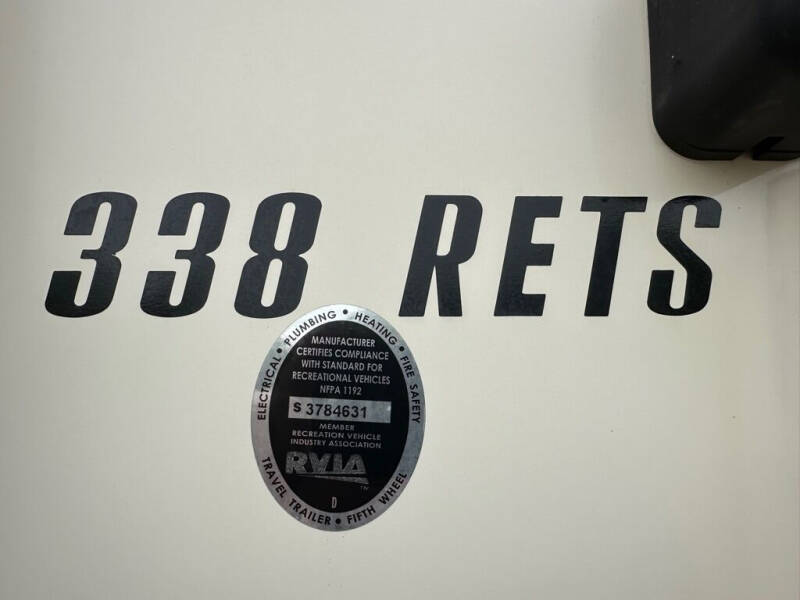 338 RETS
ELECTRICAL • PLUMBING • HEATING • FIRE SAFETY
MANUFACTURER
CERTIFIES COMPLIANCE
WITH STANDARD FOR
RECREATIONAL VEHICLES
NFPA 1192
S 3784631
MEMBER
RECREATION VEHICLE
INDUSTRY ASSOCIATION
RVIA
TM
D
TRAVEL TRAILER • FIFTH WHEEL